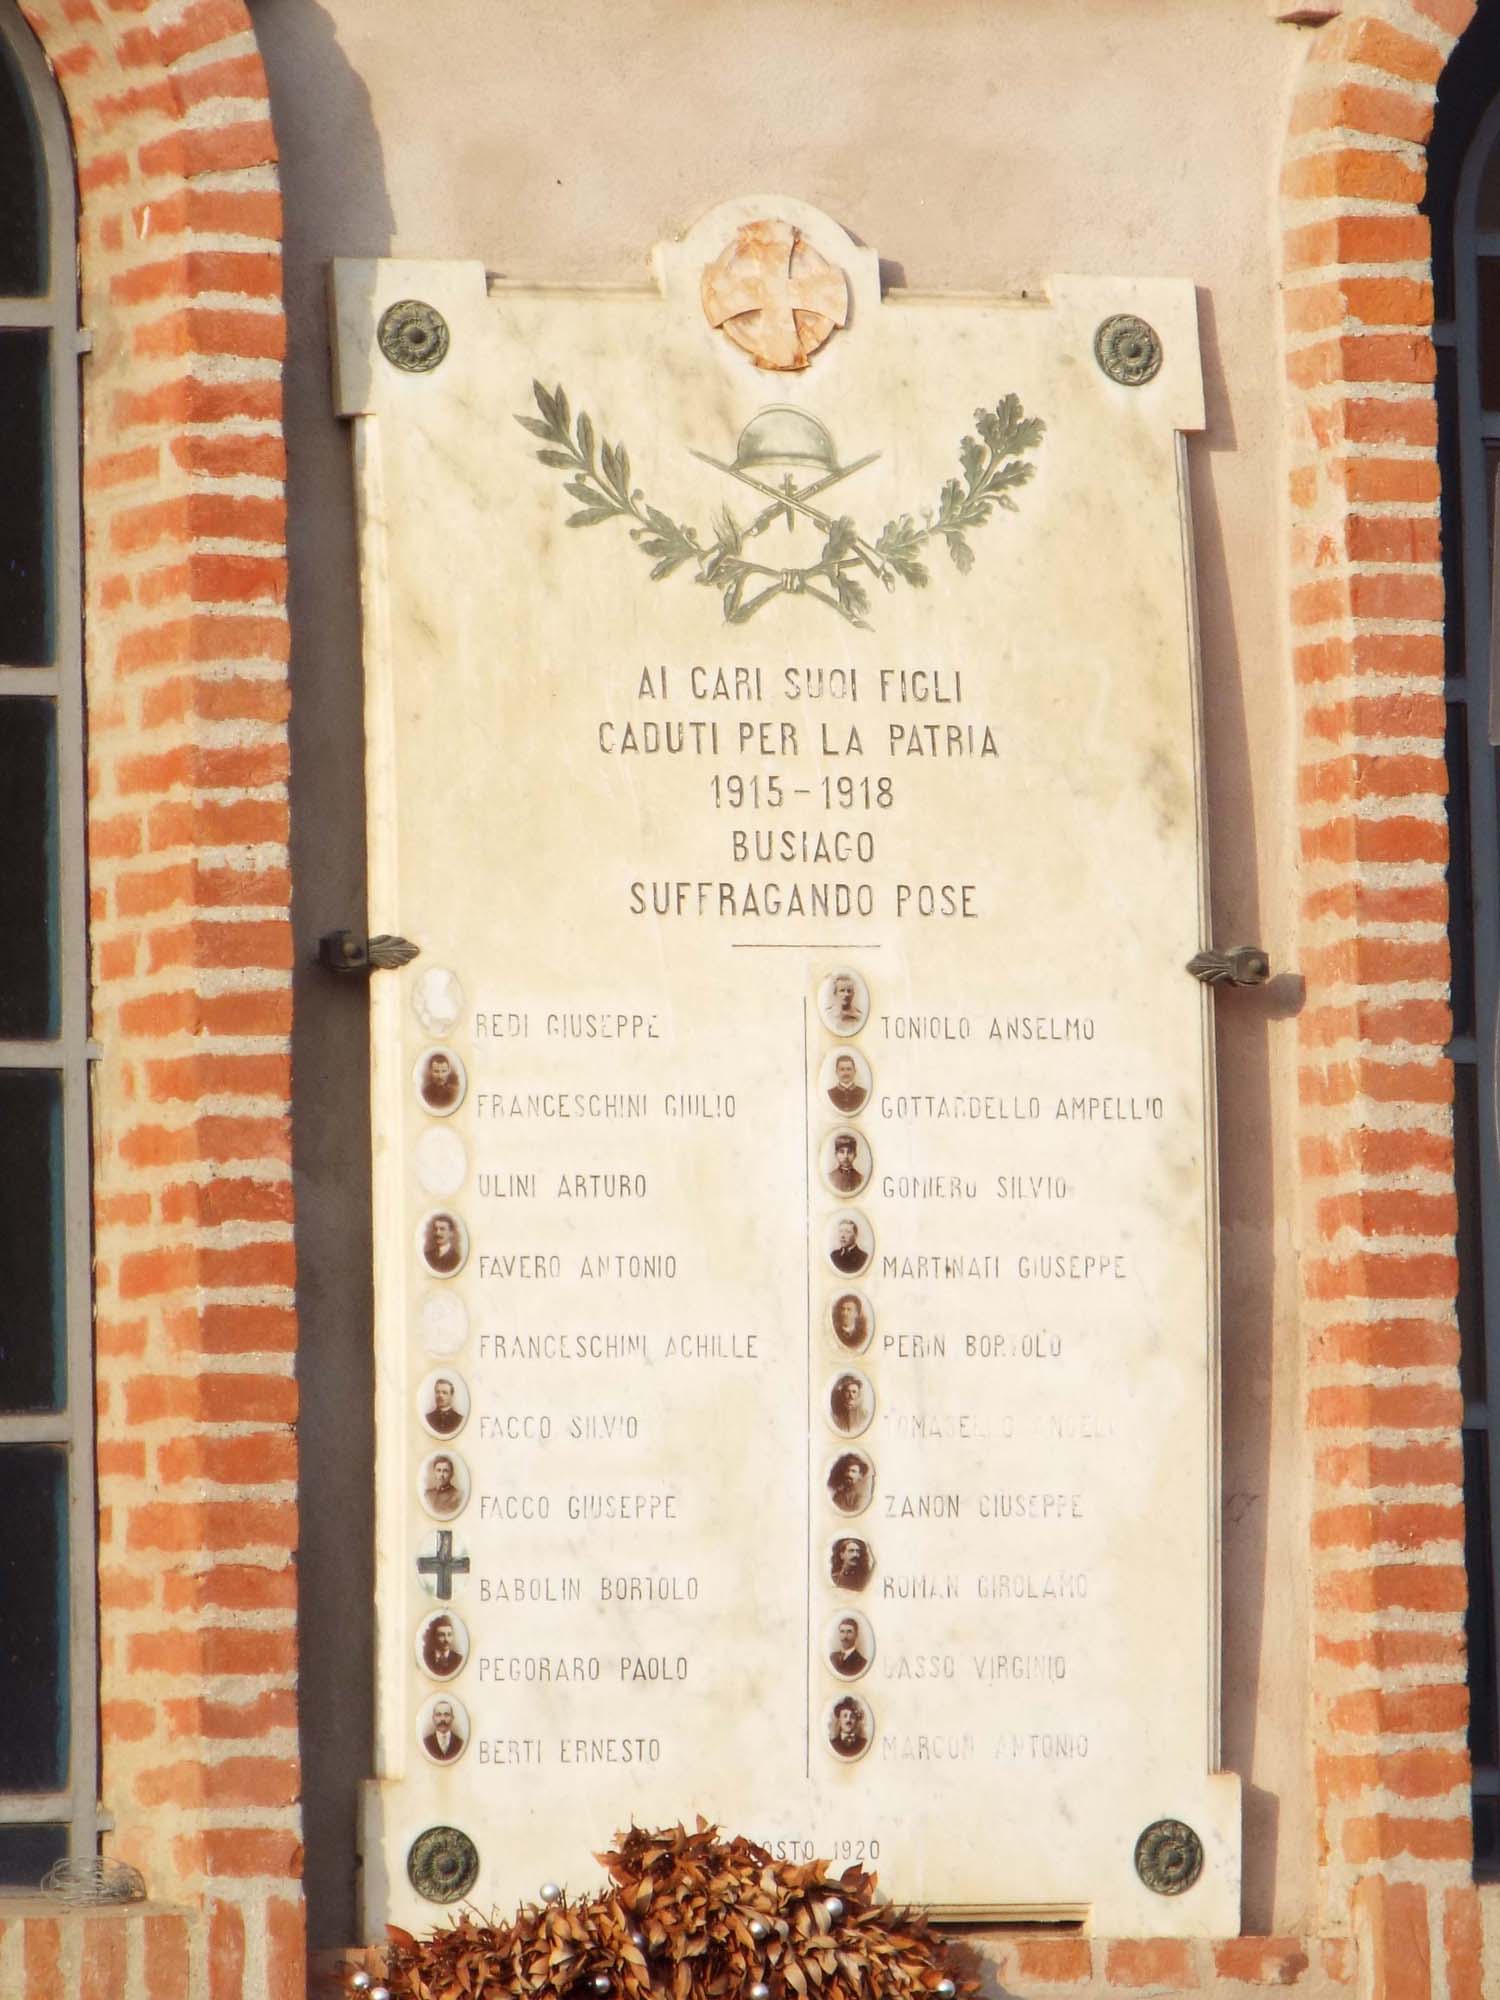 AI CARI SUOI FIGLI
CADUTI PER LA PATRIA
1915-1918
BUSIAGO
SUFFRAGANDO POSE
REDI GIUSEPPE
FRANCESCHINI GIULIO
ULINI ARTURO
FAVERO ANTONIO
FRANCESCHINI ACHILLE
FACCO SILVIO
FACCO GIUSEPPE
BABOLIN BORTOLO
PEGORARO PAOLO
BERTI ERNESTO
TONIOLO ANSELMO
GOTTARDELLO AMPELLIO
GOMIERO SILVIO
MARTINATI GIUSEPPE
PERIN BORTOLO
TOMASELLO
ZANON GIUSEPPE
ROMAN GIROLAMO
VIRGINIO
MARCON ANTONIO
1920